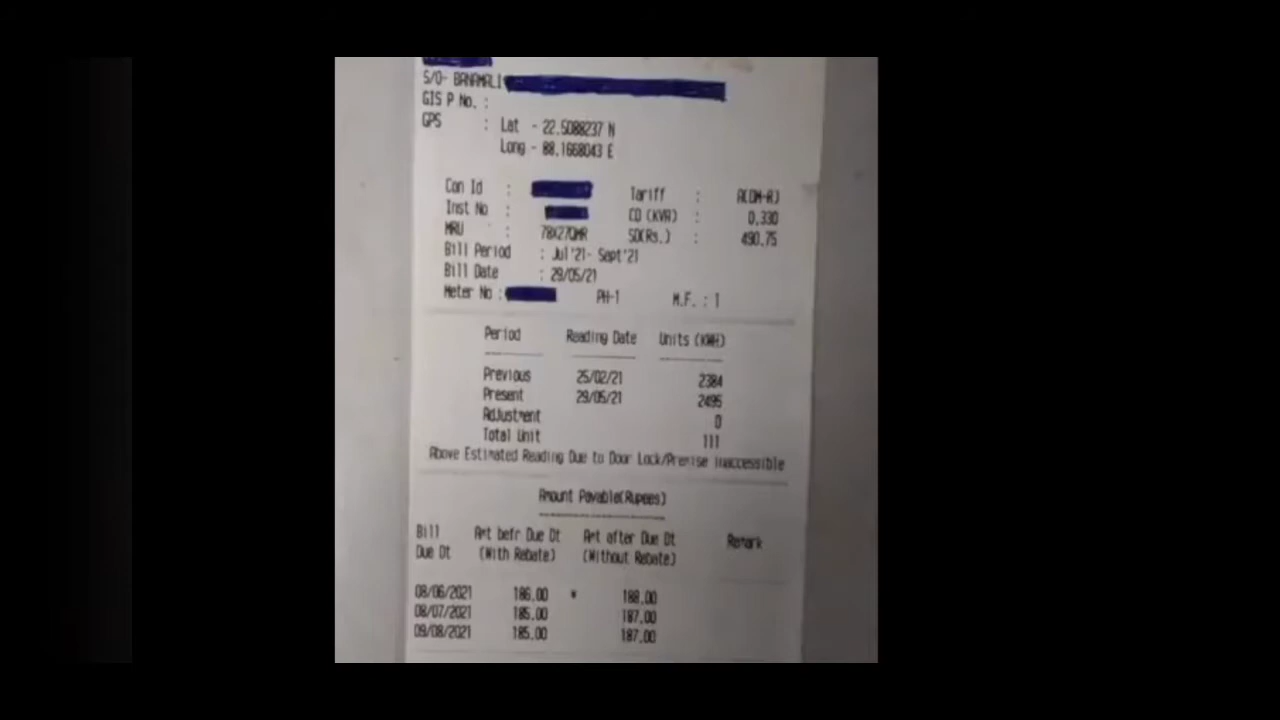 S/O- BANAMALI
GIS P No. :
GPS : Lat - 22.5088237 N
Long - 88.1668043 E
Con Id : Tariff : A(DM-R)
Inst No : CD (KVA) : 0.330
MRU : 78X27QMR SD(Rs.) : 490.75
Bill Period : Jul'21- Sept'21
Bill Date : 29/05/21
Meter No : PH-1 M.F. : 1
Period Reading Date Units (KWH)
Previous 25/02/21 2384
Present 29/05/21 2495
Adjustment 0
Total Unit 111
Above Estimated Reading Due to Door Lock/Premise inaccessible
Amount Payable(Rupees)
Bill Amt befr Due Dt Amt after Due Dt Remark
Due Dt (With Rebate) (Without Rebate)
08/06/2021 186.00 * 188.00
08/07/2021 185.00 187.00
09/08/2021 185.00 187.00